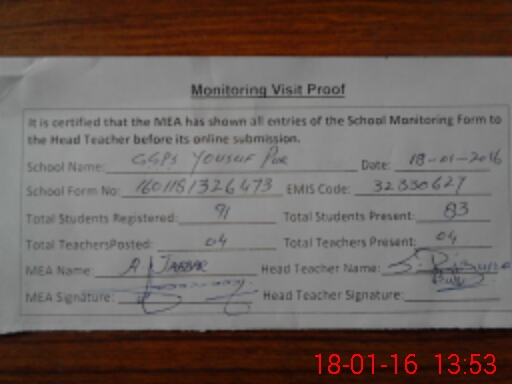 Monitoring Visit Proof
It is certified that the MEA has shown all entries of the School Monitoring Form to
the Head Teacher before its online submission.
School Name: GGPS YOUSUF PUR Date: 18-01-2016
School Form No: 1601181326473 EMIS Code: 32330627
Total Students Registered: 91 Total Students Present: 83
Total TeachersPosted: 04 Total Teachers Present: 04
MEA Name: A JABBAR Head Teacher Name:
MEA Signature: Head Teacher Signature:
18-01-16 13:53